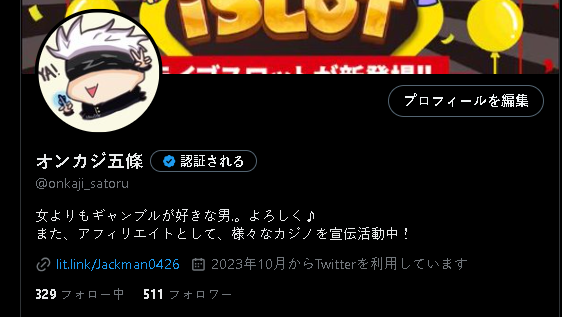 iSLOT
ライブスロットが新登場!!
YA!
プロフィールを編集
オンカジ五條 認証される
@onkaji_satoru
女よりもギャンブルが好きな男。よろしく♪
また、アフィリエイトとして、様々なカジノを宣伝活動中！
lit.link/Jackman0426 2023年10月からTwitterを利用しています
329 フォロー中 511 フォロワー